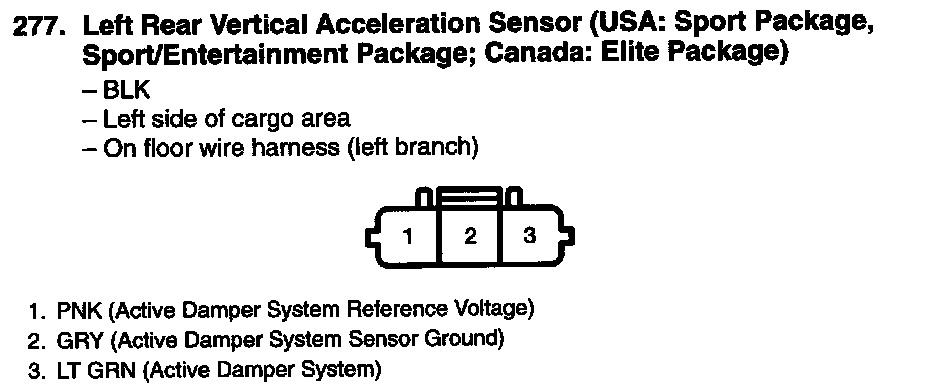 277. Left Rear Vertical Acceleration Sensor (USA: Sport Package,
Sport/Entertainment Package; Canada: Elite Package)
– BLK
– Left side of cargo area
– On floor wire harness (left branch)
1 2 3
1. PNK (Active Damper System Reference Voltage)
2. GRY (Active Damper System Sensor Ground)
3. LT GRN (Active Damper System)